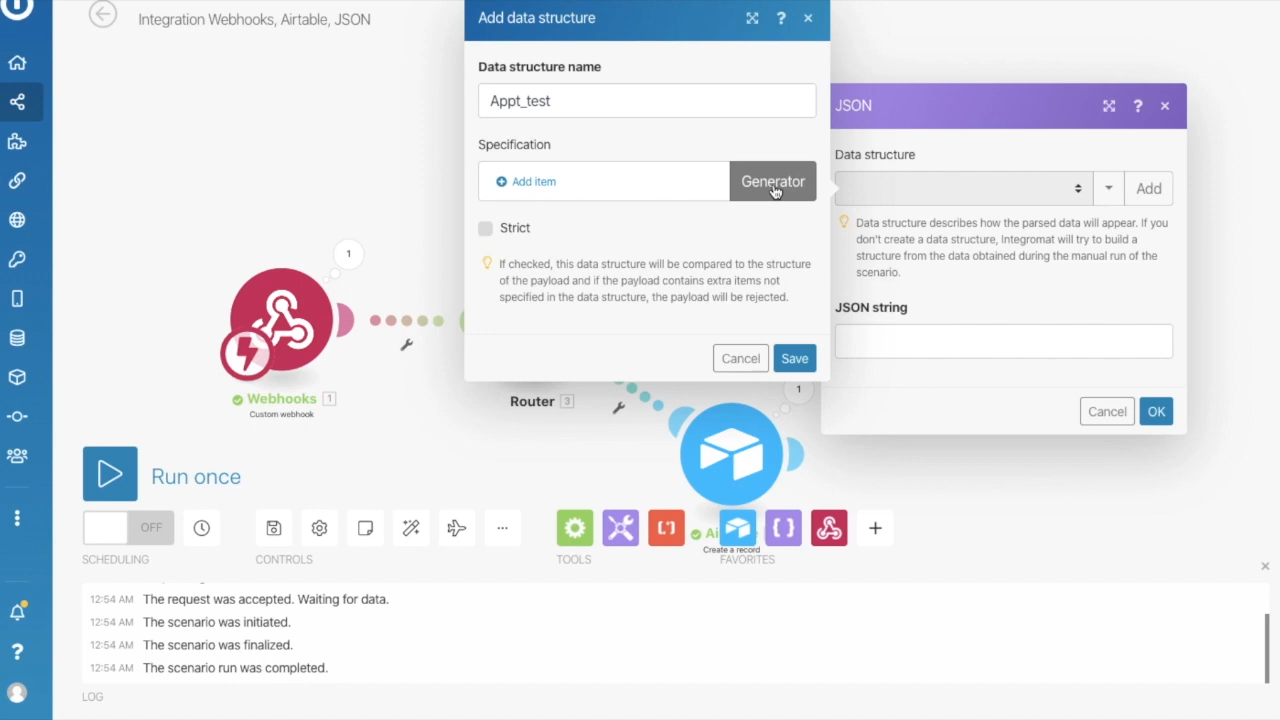 Integration Webhooks, Airtable, JSON
Add data structure
?
Data structure name
Appt_test
Specification
Add item
Generator
Strict
If checked, this data structure will be compared to the structure
of the payload and if the payload contains extra items not
specified in the data structure, the payload will be rejected.
Cancel
Save
JSON
?
Data structure
Add
Data structure describes how the parsed data will appear. If you
don't create a data structure, Integromat will try to build a
structure from the data obtained during the manual run of the
scenario.
JSON string
Cancel
OK
1
Webhooks 1
Custom webhook
Router 3
1
Create a record
Run once
OFF
SCHEDULING
CONTROLS
TOOLS
FAVORITES
12:54 AM The request was accepted. Waiting for data.
12:54 AM The scenario was initiated.
12:54 AM The scenario was finalized.
12:54 AM The scenario run was completed.
LOG
?